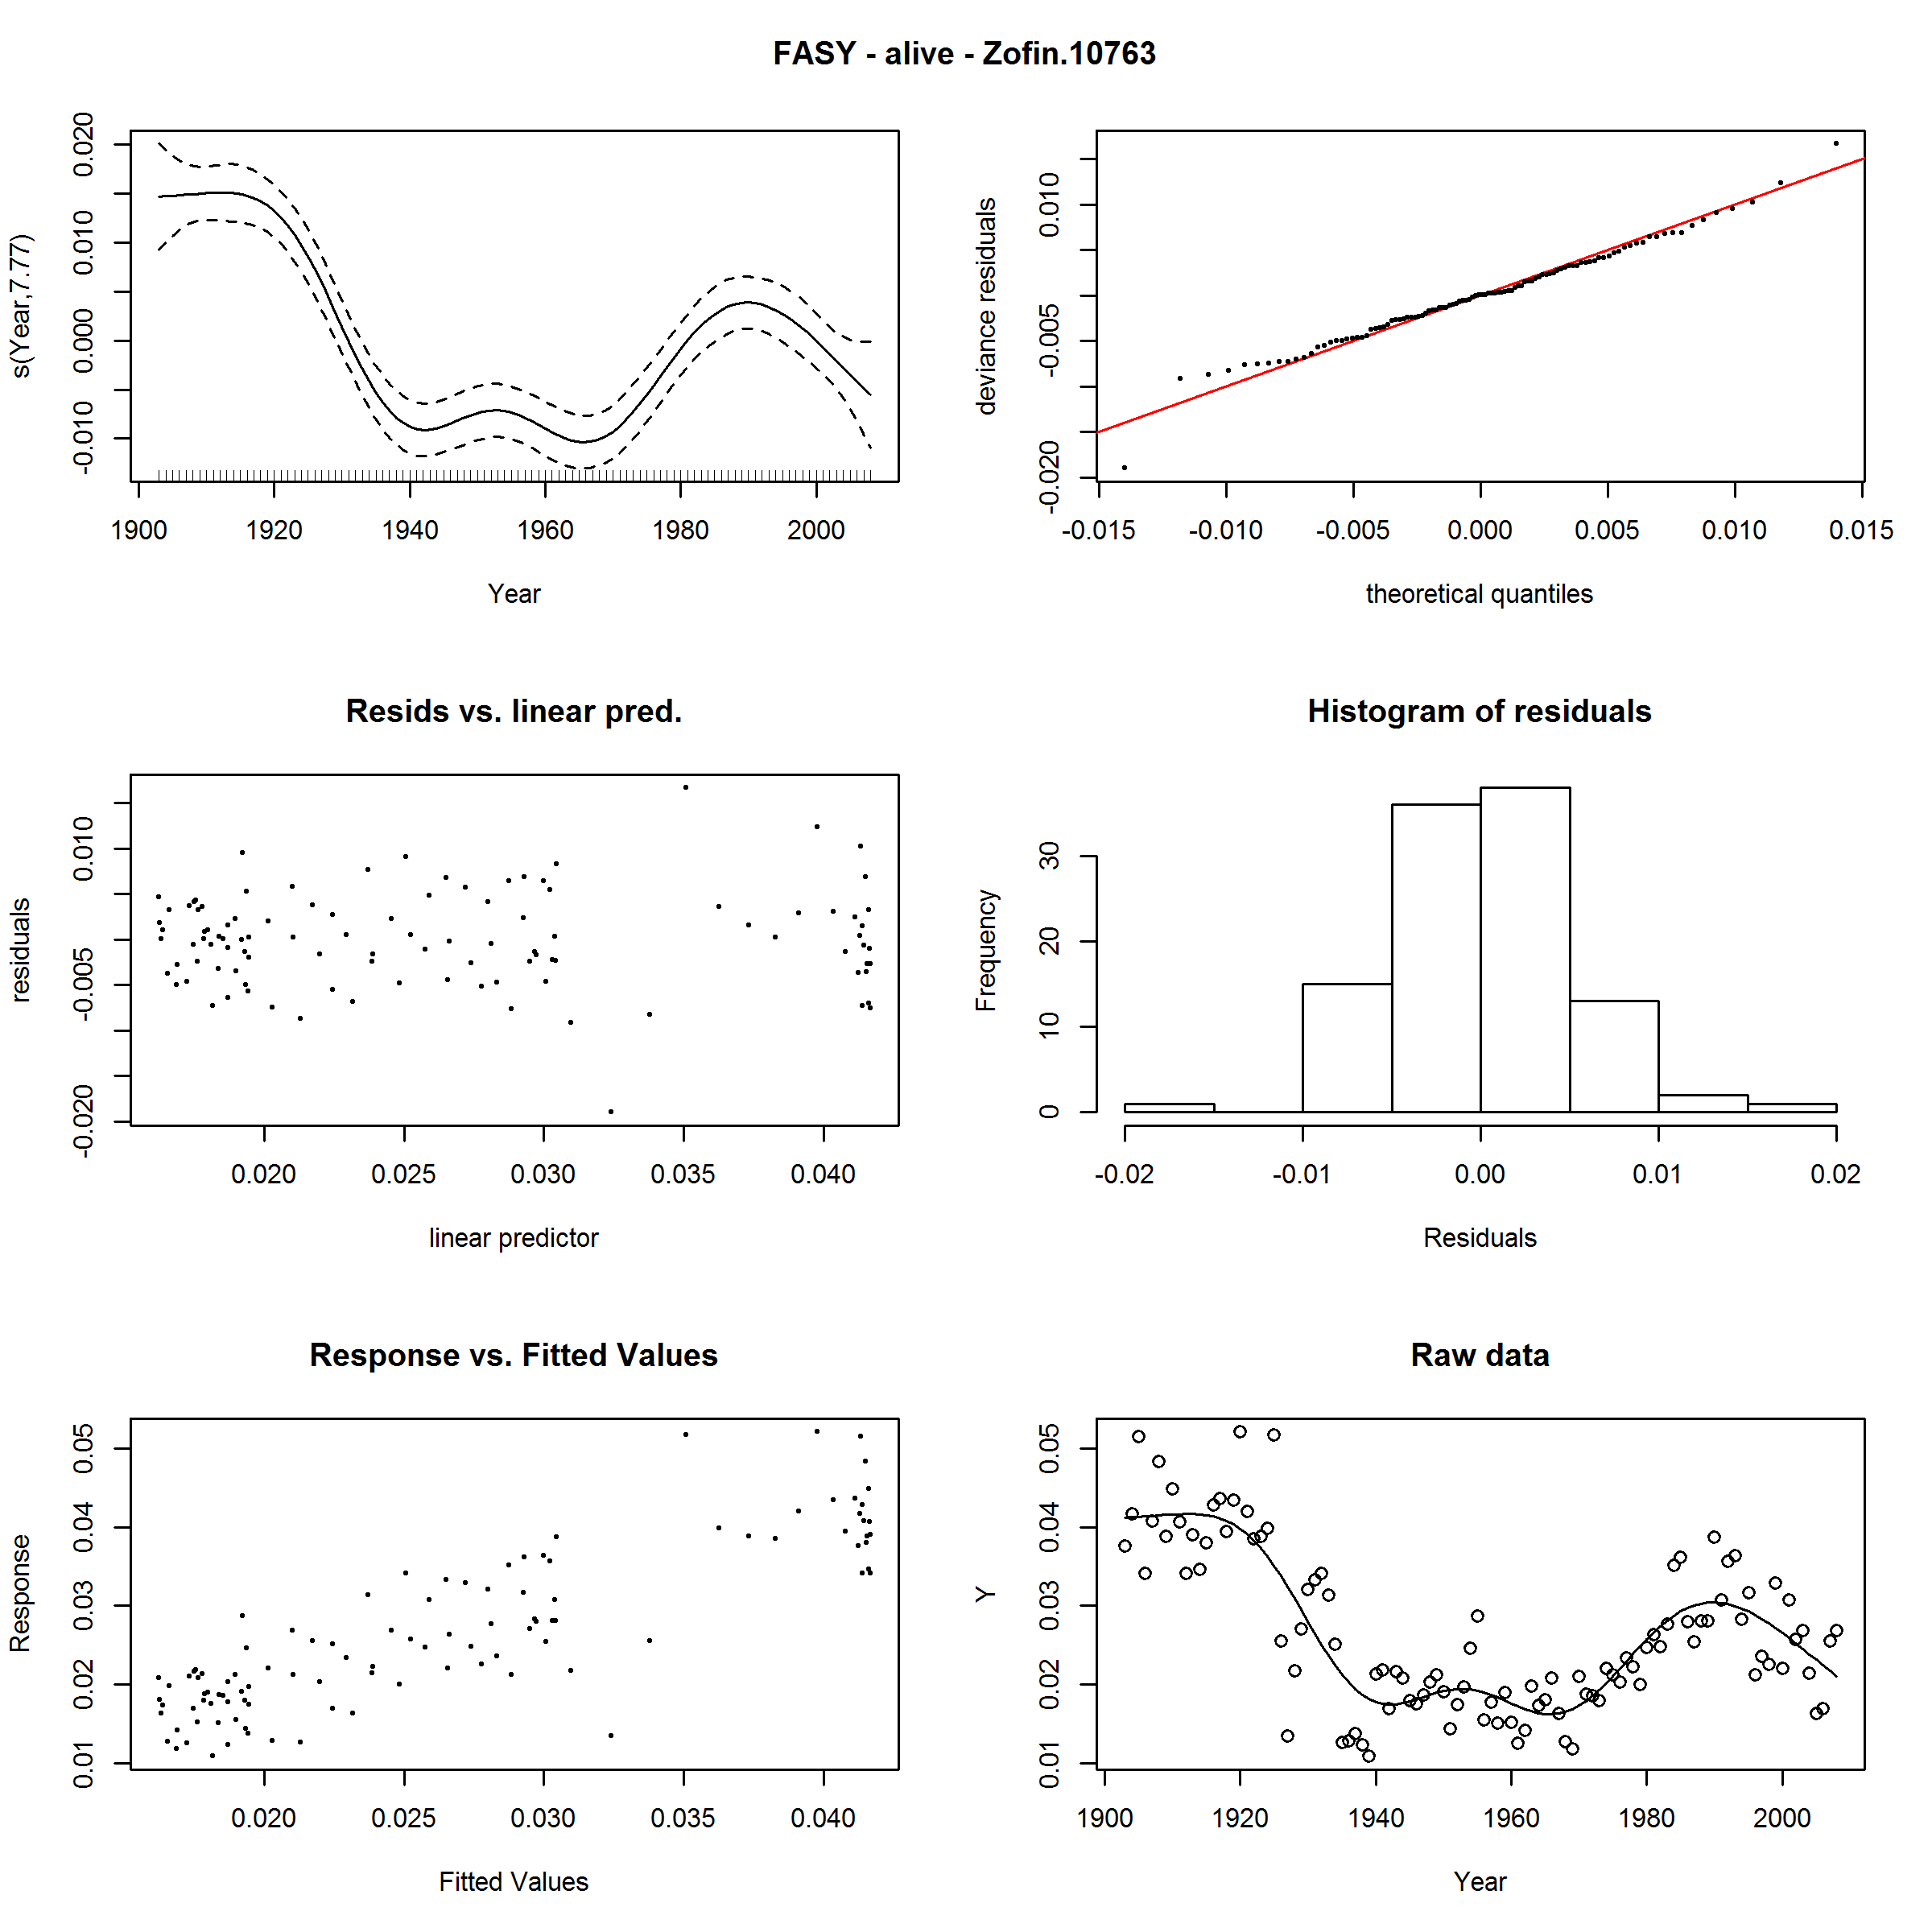 FASY - alive - Zofin.10763
s(Year,7.77)
-0.010 0.000 0.010 0.020
1900 1920 1940 1960 1980 2000
Year
deviance residuals
-0.020 -0.005 0.010
-0.015 -0.010 -0.005 0.000 0.005 0.010 0.015
theoretical quantiles
Resids vs. linear pred.
residuals
-0.020 -0.005 0.010
0.020 0.025 0.030 0.035 0.040
linear predictor
Histogram of residuals
Frequency
0 10 20 30
-0.02 -0.01 0.00 0.01 0.02
Residuals
Response vs. Fitted Values
Response
0.01 0.02 0.03 0.04 0.05
0.020 0.025 0.030 0.035 0.040
Fitted Values
Raw data
Y
0.01 0.02 0.03 0.04 0.05
1900 1920 1940 1960 1980 2000
Year